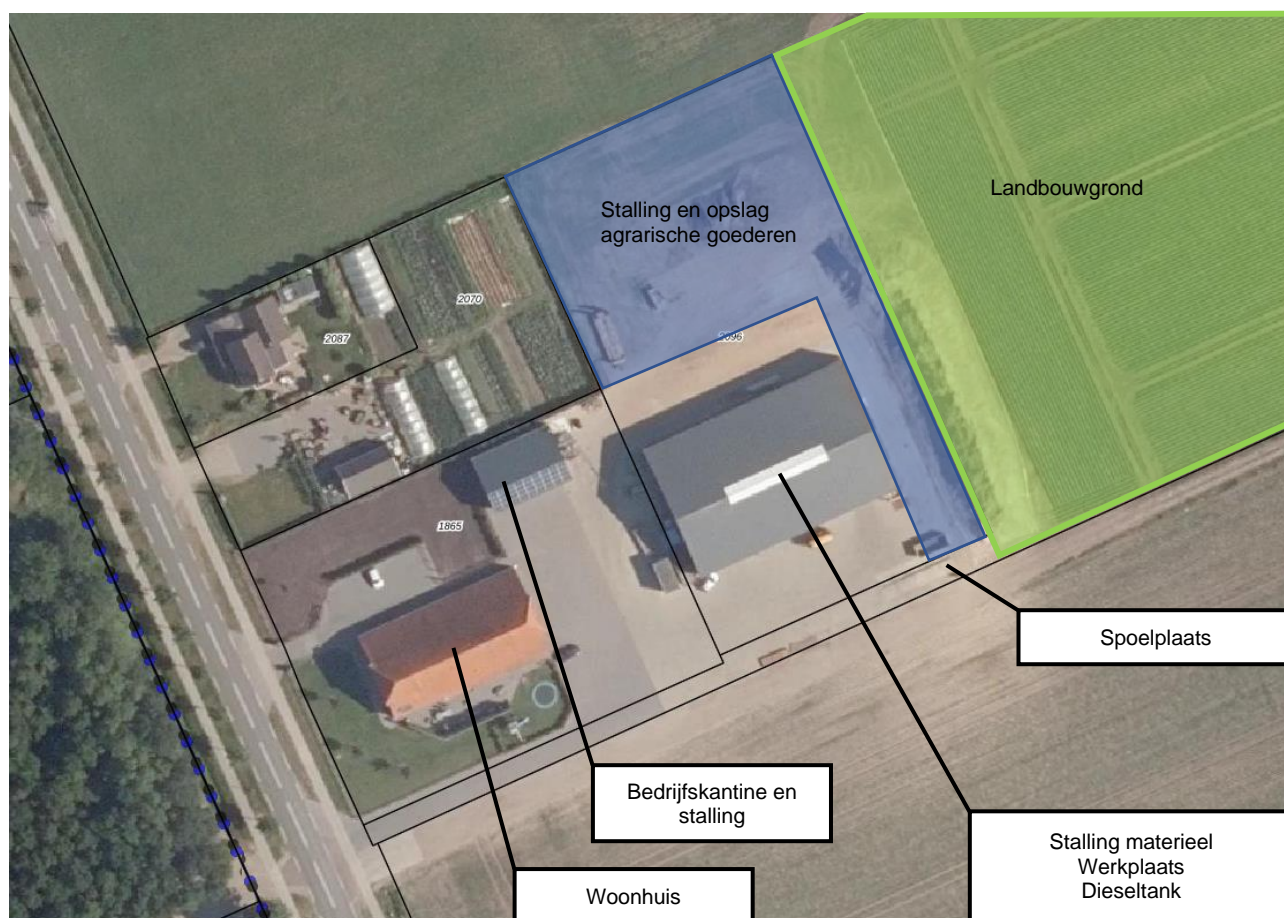 Landbouwgrond
Stalling en opslag
agrarische goederen
2070
2087
2096
1865
Spoelplaats
Bedrijfskantine en
stalling
Stalling materieel
Werkplaats
Dieseltank
Woonhuis